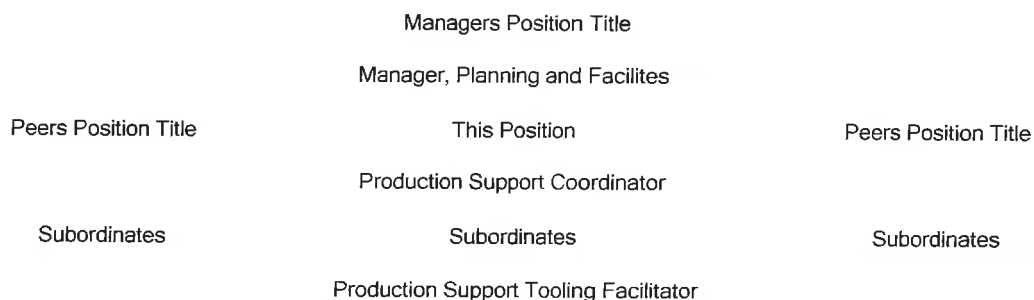 Managers Position Title
Manager, Planning and Facilites
Peers Position Title This Position Peers Position Title
Production Support Coordinator
Subordinates Subordinates Subordinates
Production Support Tooling Facilitator